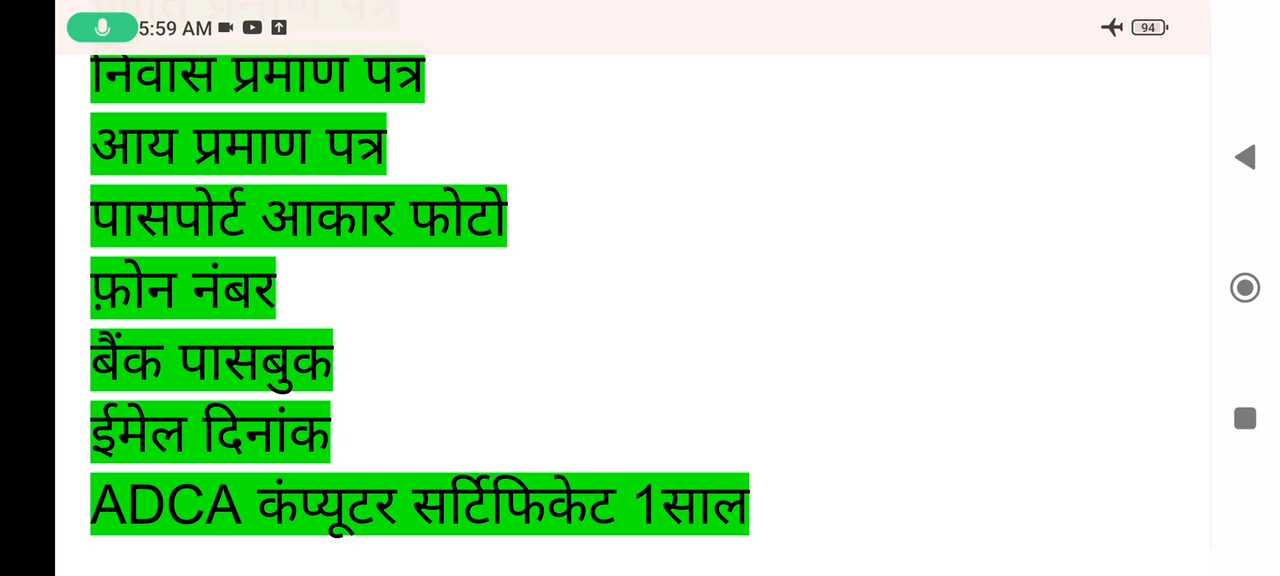 5:59 AM
94
निवास प्रमाण पत्र
आय प्रमाण पत्र
पासपोर्ट आकार फोटो
फ़ोन नंबर
बैंक पासबुक
ईमेल दिनांक
ADCA कंप्यूटर सर्टिफिकेट 1साल